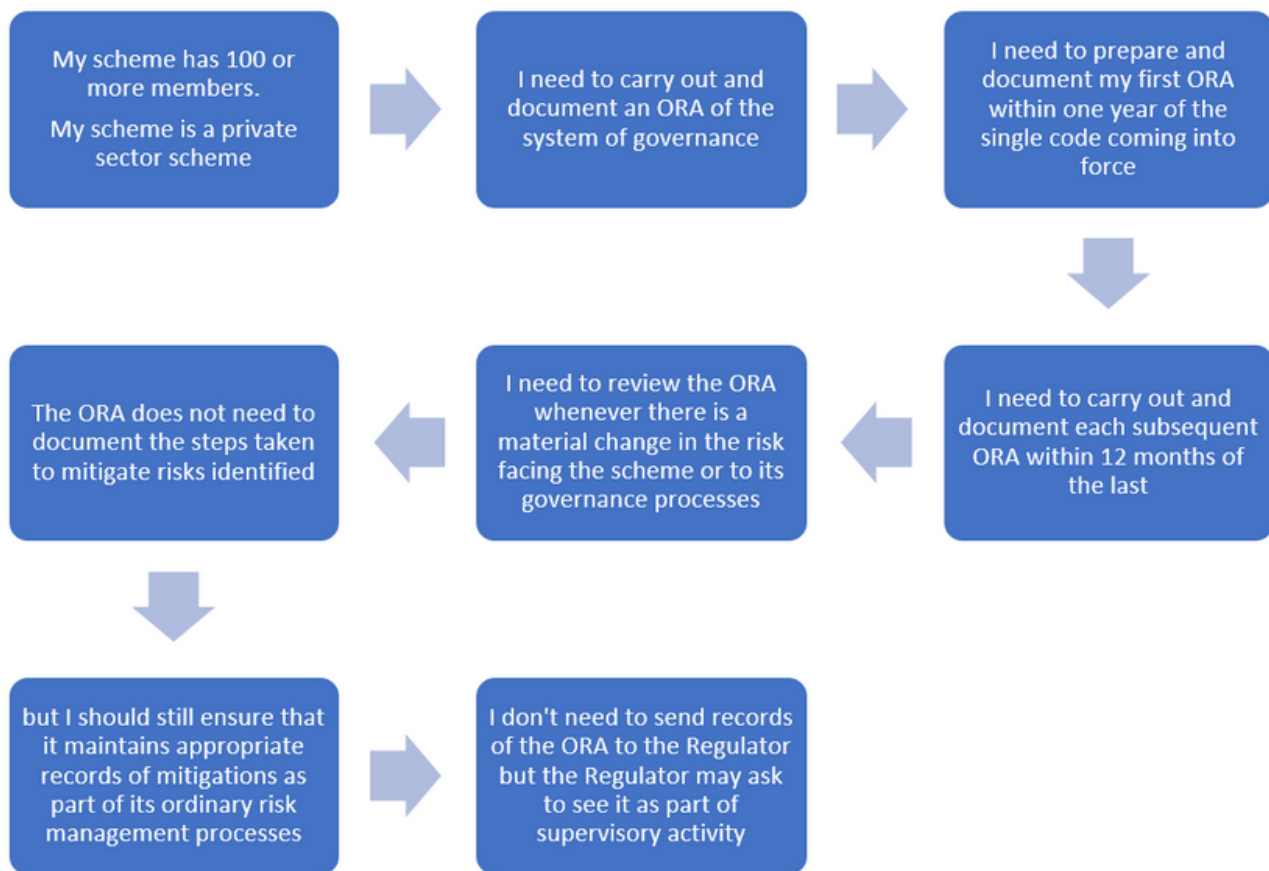 My scheme has 100 or
more members.
My scheme is a private
sector scheme
I need to carry out and
document an ORA of the
system of governance
I need to prepare and
document my first ORA
within one year of the
single code coming into
force
I need to carry out and
document each subsequent
ORA within 12 months of
the last
I need to review the ORA
whenever there is a
material change in the risk
facing the scheme or to its
governance processes
The ORA does not need to
document the steps taken
to mitigate risks identified
but I should still ensure that
it maintains appropriate
records of mitigations as
part of its ordinary risk
management processes
I don't need to send records
of the ORA to the Regulator
but the Regulator may ask
to see it as part of
supervisory activity